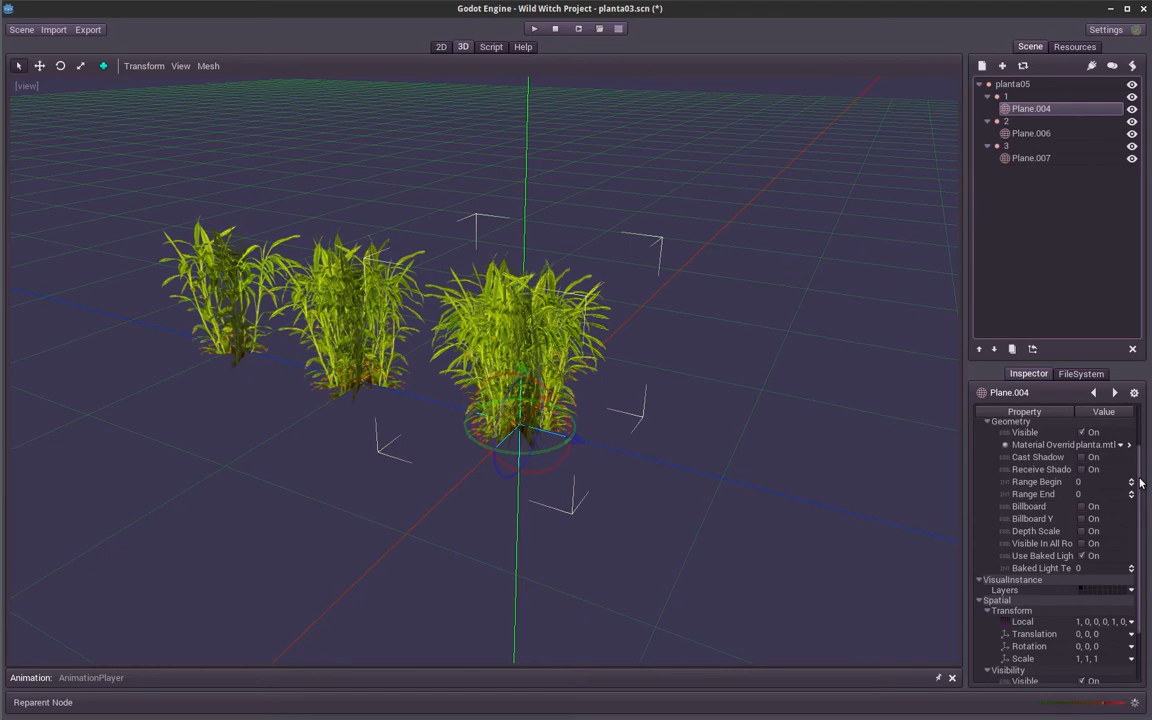 Godot Engine - Wild Witch Project - planta03.scn (*)
Scene Import Export
Settings
2D 3D Script Help
Scene Resources
Transform View Mesh
[view]
planta05
1
Plane.004
2
Plane.006
3
Plane.007
Inspector FileSystem
Plane.004
Property Value
Geometry
Visible On
Material Overrid planta.mtl
Cast Shadow On
Receive Shado On
Range Begin 0
Range End 0
Billboard On
Billboard Y On
Depth Scale On
Visible In All Ro On
Use Baked Ligh On
Baked Light Te 0
VisualInstance
Layers
Spatial
Transform
Local 1, 0, 0, 0, 1, 0,
Translation 0, 0, 0
Rotation 0, 0, 0
Scale 1, 1, 1
Visibility
Visible On
Animation: AnimationPlayer
Reparent Node